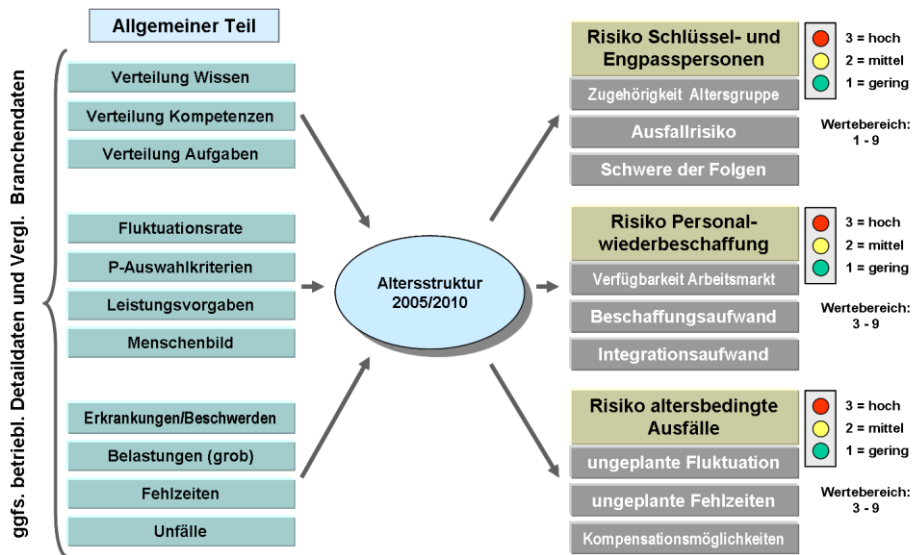 Allgemeiner Teil
ggfs. betriebl. Detaildaten und Vergl. Branchendaten
Verteilung Wissen
Verteilung Kompetenzen
Verteilung Aufgaben
Fluktuationsrate
P-Auswahlkriterien
Leistungsvorgaben
Menschenbild
Erkrankungen/Beschwerden
Belastungen (grob)
Fehlzeiten
Unfälle
Altersstruktur
2005/2010
Risiko Schlüssel- und
Engpasspersonen
Zugehörigkeit Altersgruppe
Ausfallrisiko
Schwere der Folgen
3 = hoch
2 = mittel
1 = gering
Wertebereich:
1 - 9
Risiko Personal-
wiederbeschaffung
Verfügbarkeit Arbeitsmarkt
Beschaffungsaufwand
Integrationsaufwand
3 = hoch
2 = mittel
1 = gering
Wertebereich:
3 - 9
Risiko altersbedingte
Ausfälle
ungeplante Fluktuation
ungeplante Fehlzeiten
Kompensationsmöglichkeiten
3 = hoch
2 = mittel
1 = gering
Wertebereich:
3 - 9